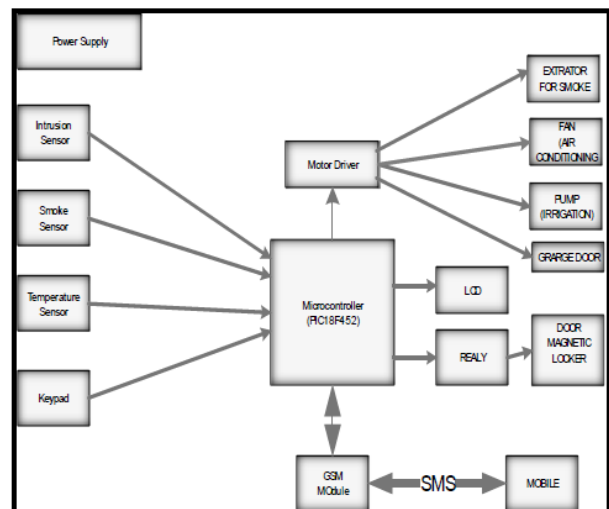 Power Supply
Intrusion
Sensor
Smoke
Sensor
Temperature
Sensor
Keypad
Motor Driver
Microcontroller
(PIC18F452)
GSM
MOdule
SMS
MOBILE
LCD
REALY
DOOR
MAGNETIC
LOCKER
EXTRATOR
FOR SMOKE
FAN
(AIR
CONDITIONING
PUMP
(IRRIGATION)
GRARGE DOOR